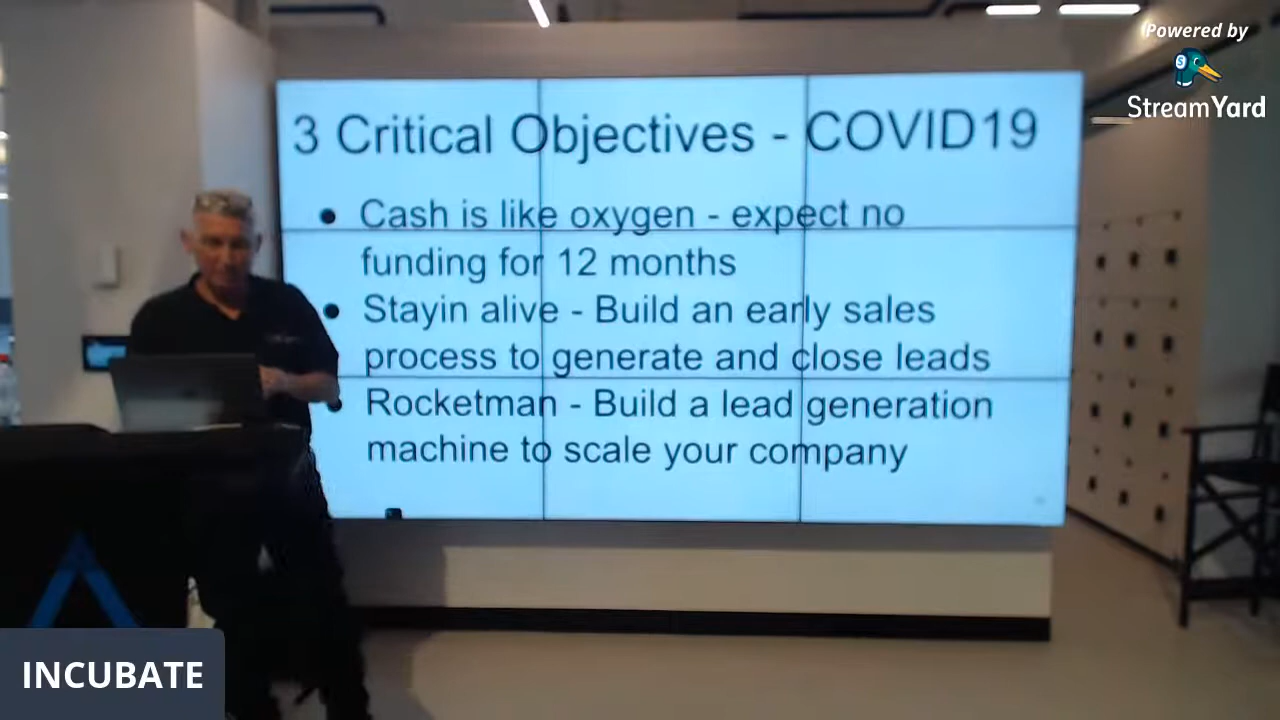 Powered by
StreamYard
3 Critical Objectives - COVID19
• Cash is like oxygen - expect no
funding for 12 months
• Stayin alive - Build an early sales
process to generate and close leads
• Rocketman - Build a lead generation
machine to scale your company
INCUBATE